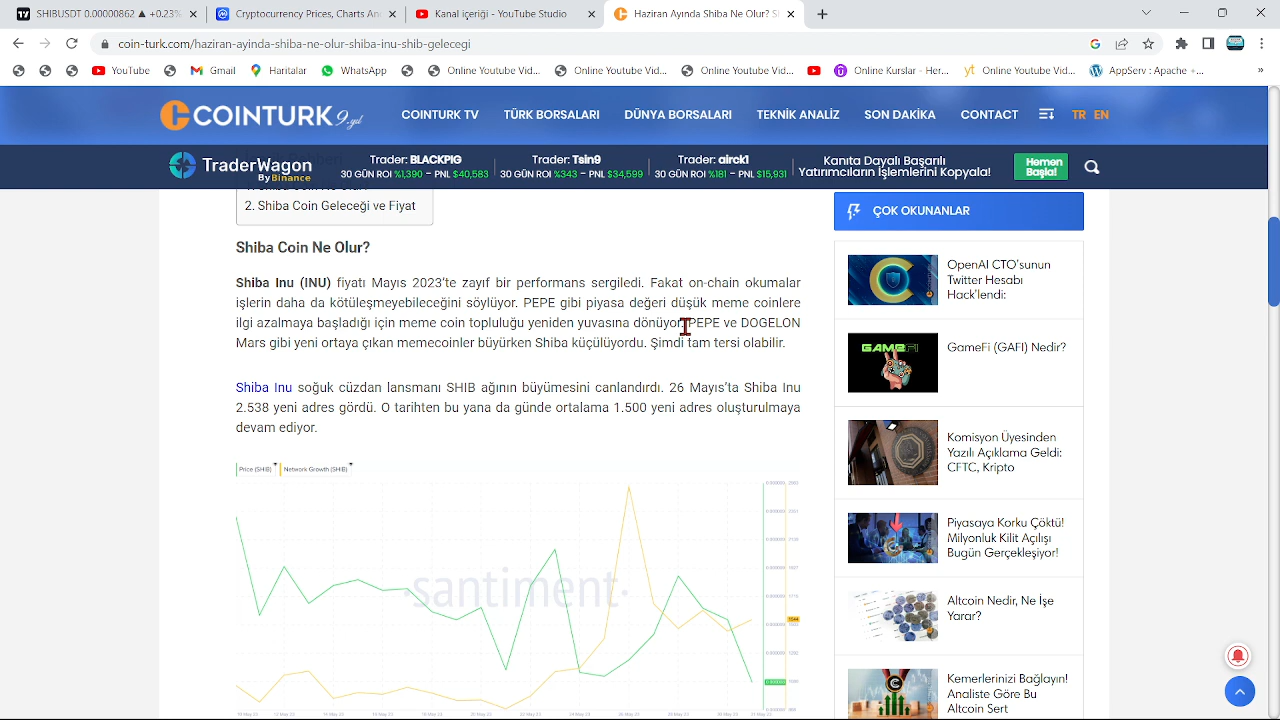 SHIBUSDT 0.00000862 ▲ +0.23%
Cryptocurrency Prices, Chart
Kanal İçeriği - YouTube Studio
Haziran Ayında Shiba Ne Olur? S
coin-turk.com/haziran-ayinda-shiba-ne-olur-shiba-inu-shib-gelecegi
YouTube
Gmail
Haritalar
WhatsApp
Online Youtube Vid...
Online Youtube Vid...
Online Youtube Vid...
Online Kurslar - Her...
Online Youtube Vid...
Appserv : Apache +...
COINTURK 9.yıl
COINTURK TV
TÜRK BORSALARI
DÜNYA BORSALARI
TEKNİK ANALİZ
SON DAKİKA
CONTACT
TR EN
TraderWagon
By Binance
Trader: BLACKPIG
30 GÜN ROI %1,390 – PNL $40,583
Trader: Tsin9
30 GÜN ROI %343 – PNL $34,599
Trader: airck1
30 GÜN ROI %181 – PNL $15,931
Kanıta Dayalı Başarılı
Yatırımcıların İşlemlerini Kopyala!
Hemen
Başla!
2. Shiba Coin Geleceği ve Fiyat
Shiba Coin Ne Olur?
Shiba Inu (INU) fiyatı Mayıs 2023'te zayıf bir performans sergiledi. Fakat on-chain okumalar
işlerin daha da kötüleşmeyebileceğini söylüyor. PEPE gibi piyasa değeri düşük meme coinlere
ilgi azalmaya başladığı için meme coin topluluğu yeniden yuvasına dönüyor. PEPE ve DOGELON
Mars gibi yeni ortaya çıkan memecoinler büyürken Shiba küçülüyordu. Şimdi tam tersi olabilir.
Shiba Inu soğuk cüzdan lansmanı SHIB ağının büyümesini canlandırdı. 26 Mayıs'ta Shiba Inu
2.538 yeni adres gördü. O tarihten bu yana da günde ortalama 1.500 yeni adres oluşturulmaya
devam ediyor.
Price (SHIB)
Network Growth (SHIB)
santiment
ÇOK OKUNANLAR
OpenAI CTO'sunun
Twitter Hesabı
Hack'lendi:
GAMEFI
GameFi (GAFI) Nedir?
Komisyon Üyesinden
Yazılı Açıklama Geldi:
CFTC, Kripto
Piyasaya Korku Çöktü!
Milyonluk Kilit Açılışı
Bugün Gerçekleşiyor!
Altcoin Nedir, Ne İşe
Yarar?
Kemerlerinizi Bağlayın!
Analiste Göre Bu
Altcoin Sert